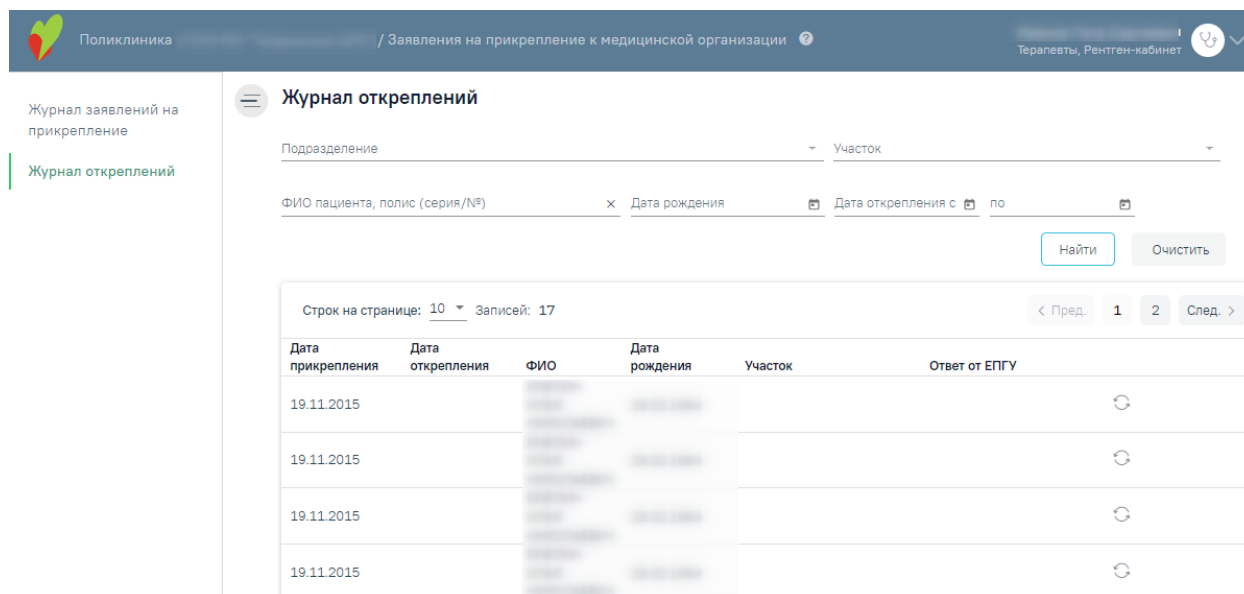 Поликлиника / Заявления на прикрепление к медицинской организации ?
Терапевты, Рентген-кабинет
Журнал заявлений на
прикрепление
Журнал откреплений
Журнал откреплений
Подразделение Участок
ФИО пациента, полис (серия/№) × Дата рождения Дата открепления с по
Найти Очистить
Строк на странице: 10 Записей: 17 < Пред. 1 2 След. >
Дата прикрепления Дата открепления ФИО Дата рождения Участок Ответ от ЕПГУ
19.11.2015
19.11.2015
19.11.2015
19.11.2015